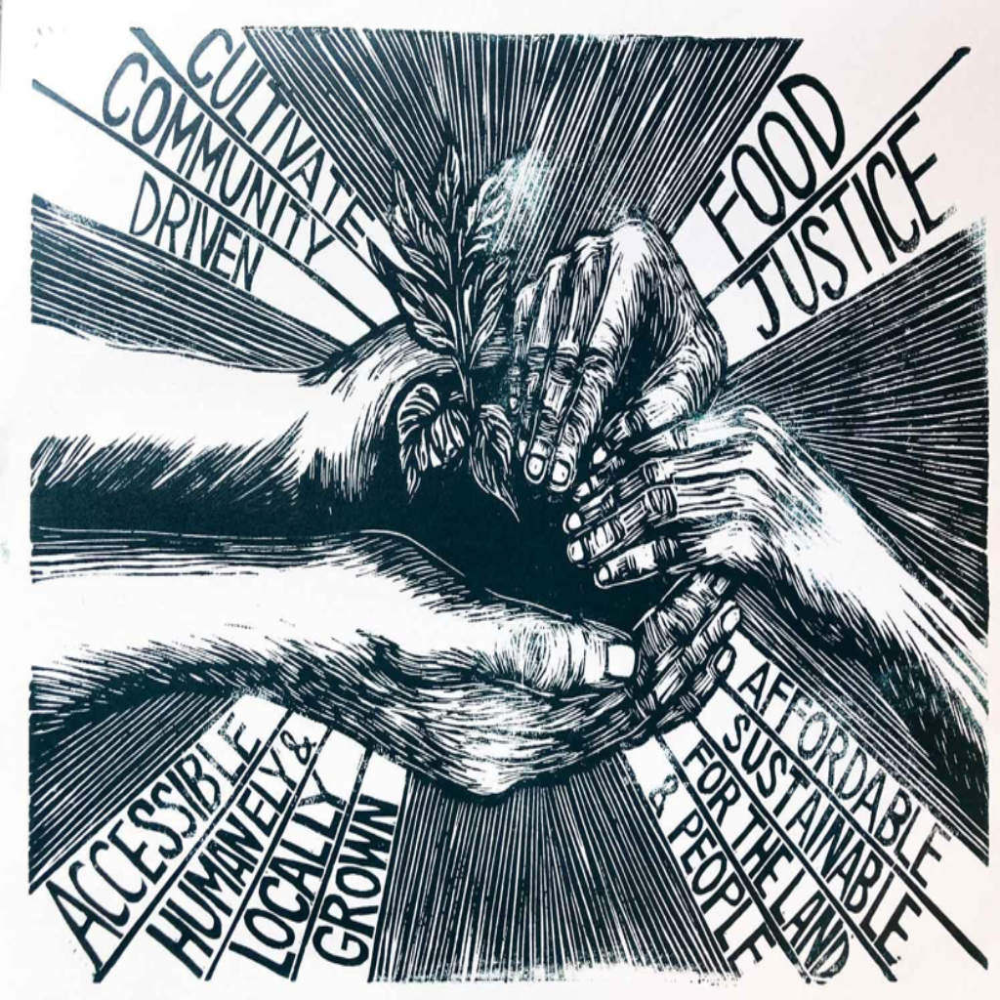 CULTIVATE
COMMUNITY
DRIVEN
FOOD
JUSTICE
ACCESSIBLE
HUMANELY &
LOCALLY
GROWN
AFFORDABLE
SUSTAINABLE
FOR THE LAND
& PEOPLE